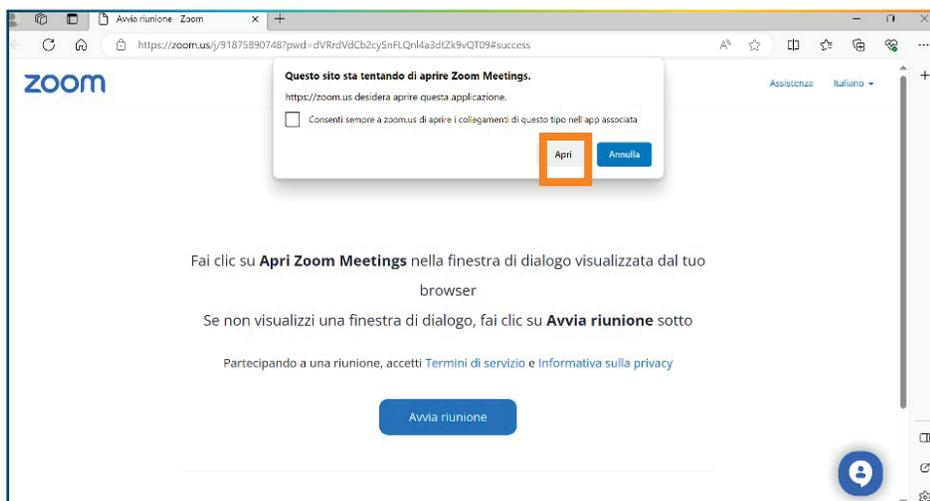 Avvia riunione - Zoom
https://zoom.us/j/91875890748?pwd=dVRrdVdCb2cySnFLQnl4a3dtZk9vQT09#success
zoom
Assistenza
Italiano
Questo sito sta tentando di aprire Zoom Meetings.
https://zoom.us desidera aprire questa applicazione.
Consenti sempre a zoom.us di aprire i collegamenti di questo tipo nell'app associata
Apri
Annulla
Fai clic su Apri Zoom Meetings nella finestra di dialogo visualizzata dal tuo
browser
Se non visualizzi una finestra di dialogo, fai clic su Avvia riunione sotto
Partecipando a una riunione, accetti Termini di servizio e Informativa sulla privacy
Avvia riunione